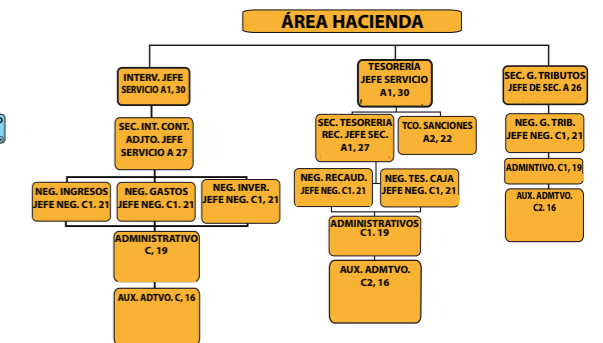 ÁREA HACIENDA
INTERV. JEFE
SERVICIO A1, 30
SEC. INT. CONT.
ADJTO. JEFE
SERVICIO A 27
NEG. INGRESOS
JEFE NEG. C1. 21
NEG. GASTOS
JEFE NEG. C1. 21
NEG. INVER.
JEFE NEG. C1, 21
ADMINISTRATIVO
C, 19
AUX. ADTVO. C, 16
TESORERÍA
JEFE SERVICIO
A1, 30
SEC. TESORERIA
REC. JEFE SEC.
A1, 27
TCO. SANCIONES
A2, 22
NEG. RECAUD.
JEFE NEG. C1. 21
NEG. TES. CAJA
JEFE NEG. C1, 21
ADMINISTRATIVOS
C1. 19
AUX. ADMTVO.
C2, 16
SEC. G. TRIBUTOS
JEFE DE SEC. A 26
NEG. G. TRIB.
JEFE NEG. C1, 21
ADMINTIVO. C1, 19
AUX. ADMTVO.
C2. 16